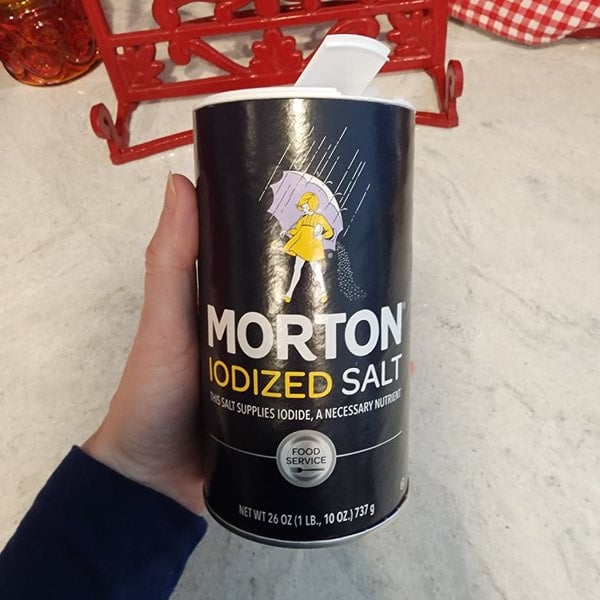 MORTON
IODIZED SALT
THIS SALT SUPPLIES IODIDE, A NECESSARY NUTRIENT
FOOD
SERVICE
NET WT 26 OZ (1 LB., 10 OZ.) 737 g